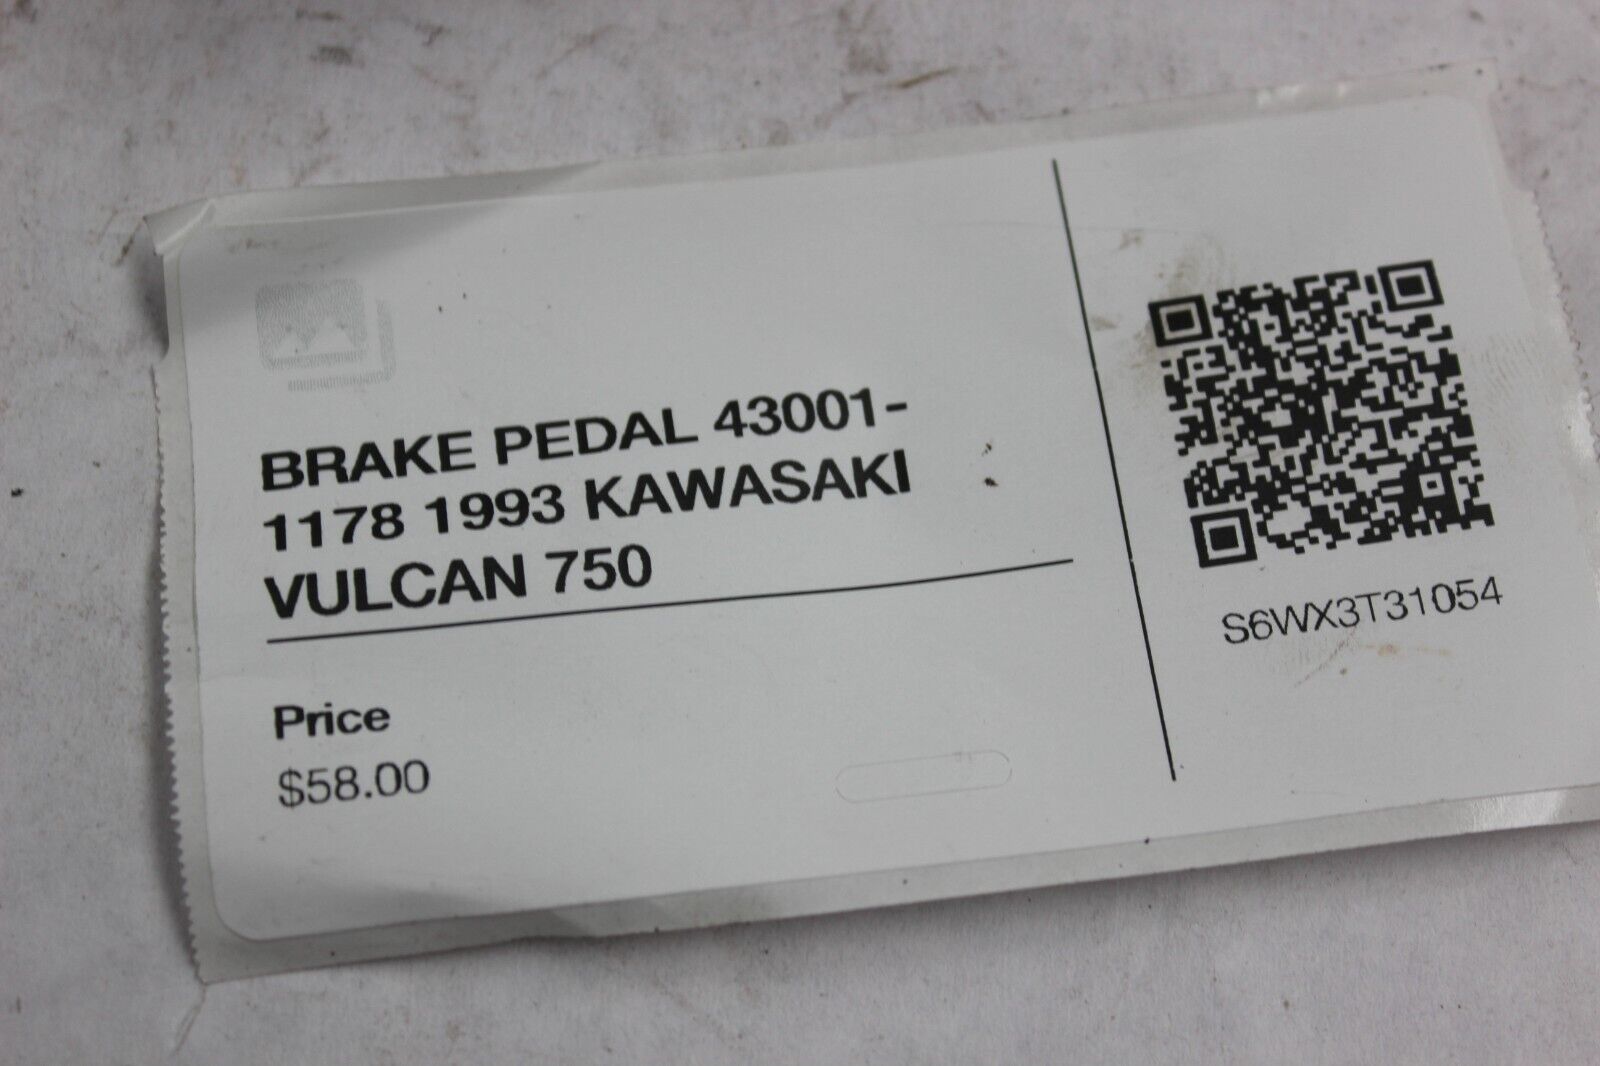 BRAKE PEDAL 43001-
1178 1993 KAWASAKI
VULCAN 750
Price
$58.00
S6WX3T31054